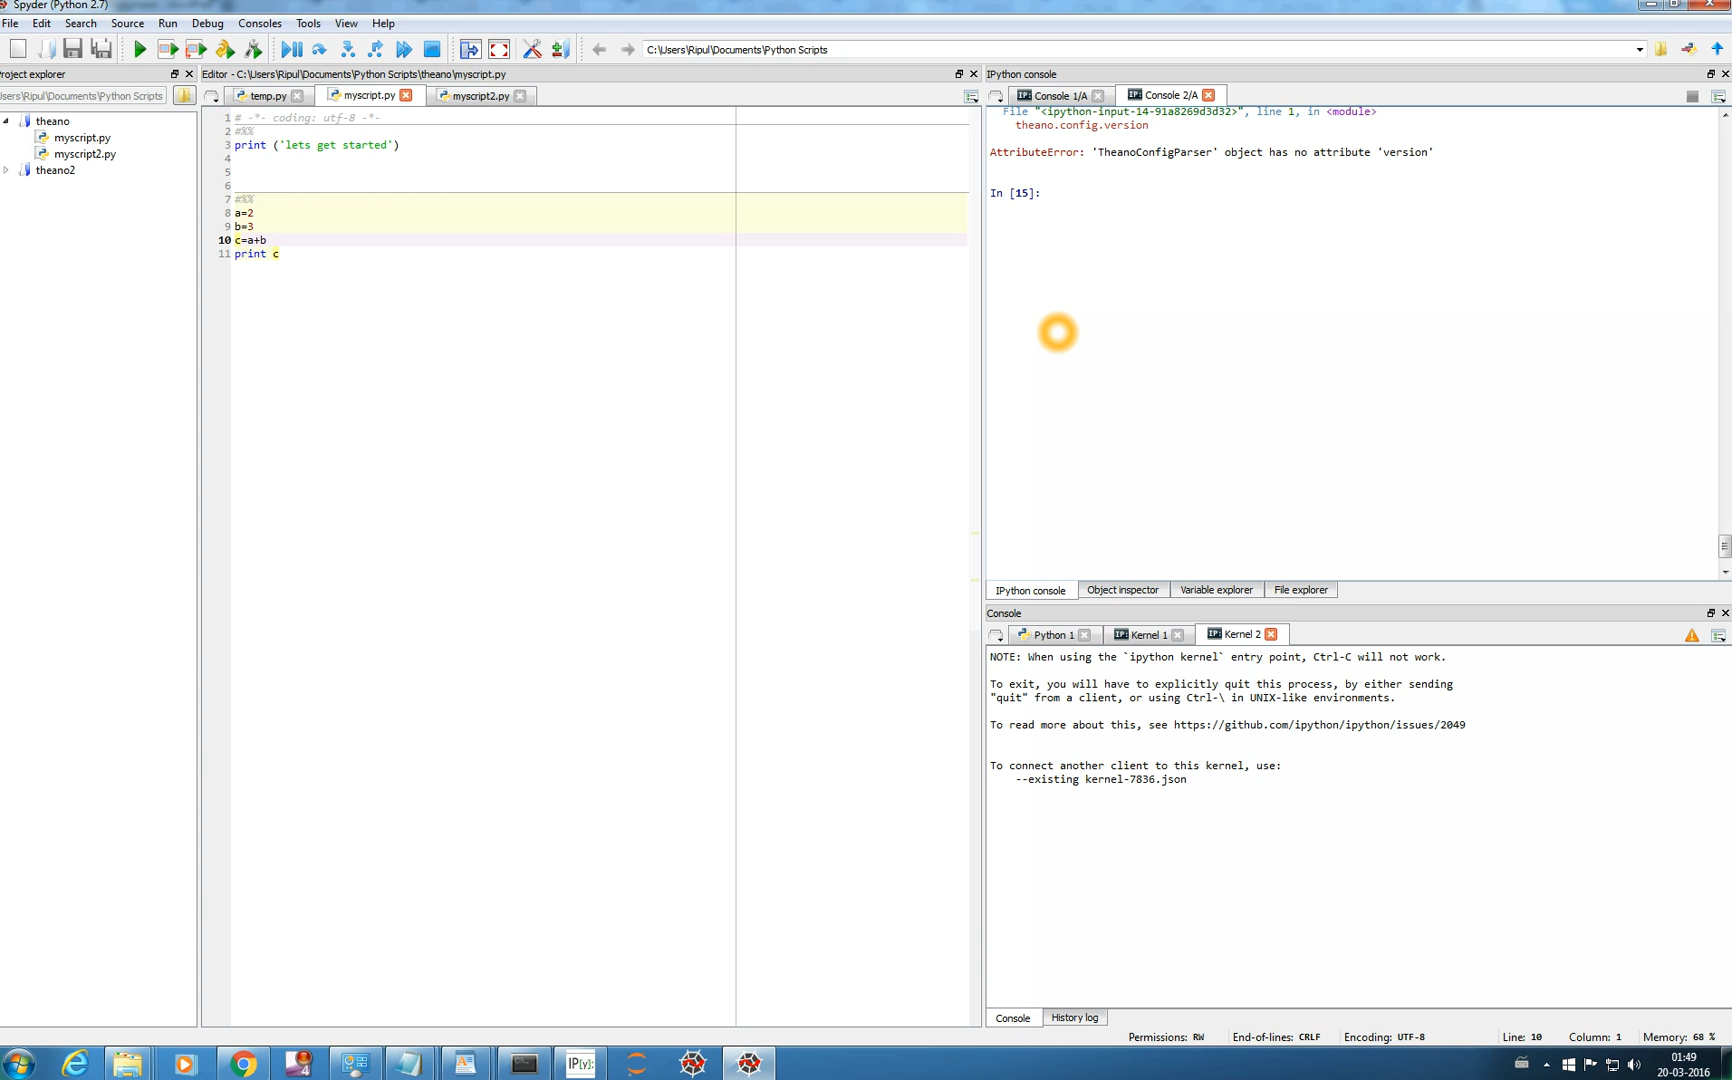 Spyder (Python 2.7)
File Edit Search Source Run Debug Consoles Tools View Help
C:\Users\Ripul\Documents\Python Scripts
roject explorer
Editor - C:\Users\Ripul\Documents\Python Scripts\theano\myscript.py
IPython console
sers\Ripul\Documents\Python Scripts
temp.py myscript.py myscript2.py
IP: Console 1/A IP: Console 2/A
theano
myscript.py
myscript2.py
theano2
1 # -*- coding: utf-8 -*-
2 #%%
3 print ('lets get started')
4
5
6
7 #%%
8 a=2
9 b=3
10 c=a+b
11 print c
File "<ipython-input-14-91a8269d3d32>", line 1, in <module>
theano.config.version
AttributeError: 'TheanoConfigParser' object has no attribute 'version'
In [15]:
IPython console Object inspector Variable explorer File explorer
Console
Python 1 IP: Kernel 1 IP: Kernel 2
NOTE: When using the `ipython kernel` entry point, Ctrl-C will not work.
To exit, you will have to explicitly quit this process, by either sending
"quit" from a client, or using Ctrl-\ in UNIX-like environments.
To read more about this, see https://github.com/ipython/ipython/issues/2049
To connect another client to this kernel, use:
--existing kernel-7836.json
Console History log
Permissions: RW End-of-lines: CRLF Encoding: UTF-8 Line: 10 Column: 1 Memory: 68 %
4 IP[y]: 01:49
20-03-2016